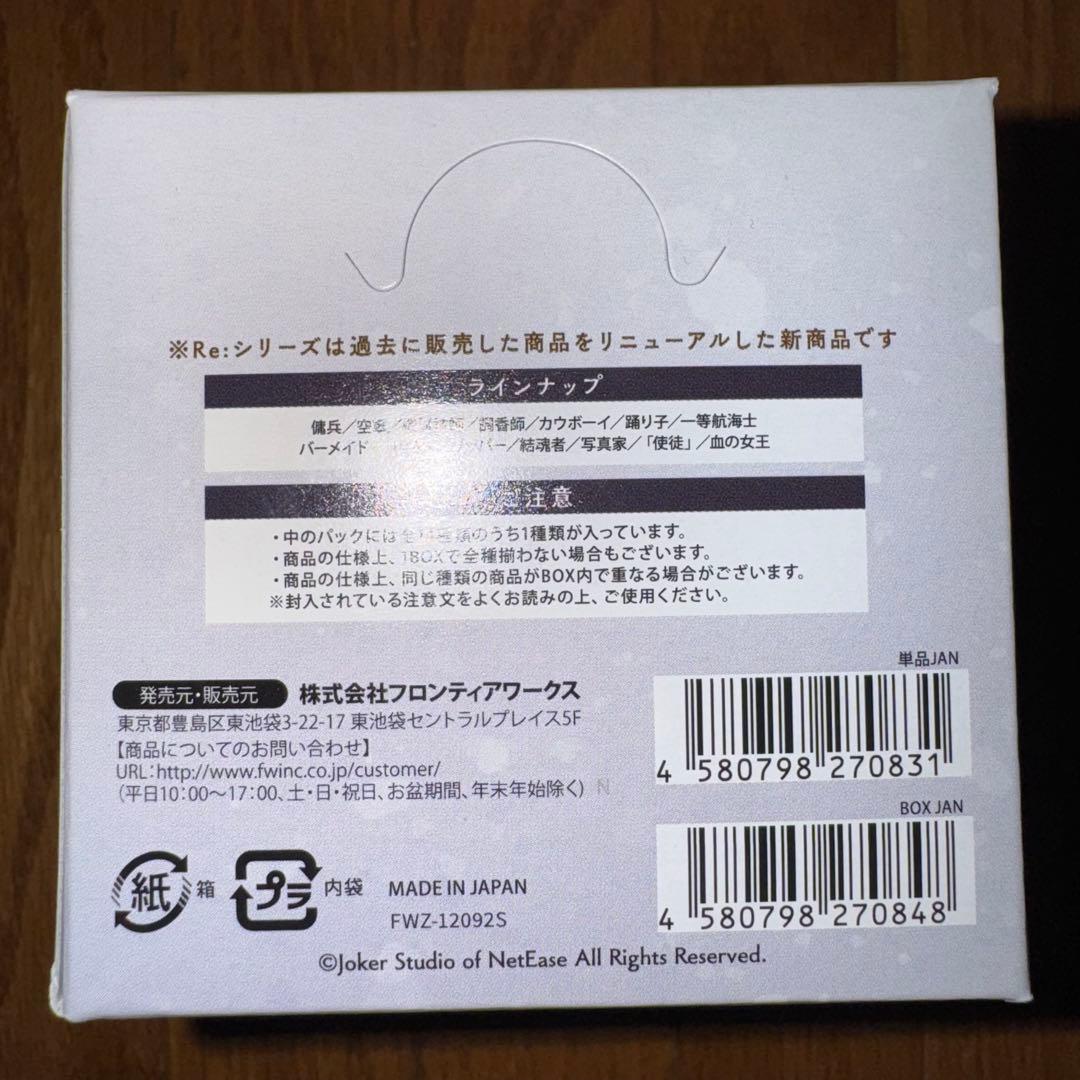 ※Re:シリーズは過去に販売した商品をリニューアルした新商品です
ラインナップ
傭兵／空軍／ ／調香師／カウボーイ／踊り子／一等航海士
バーメイド ／結魂者／写真家／「使徒」／血の女王
ご注意
・中のパックには全 種類のうち1種類が入っています。
・商品の仕様上、1BOXで全種揃わない場合もございます。
・商品の仕様上、同じ種類の商品がBOX内で重なる場合がございます。
※封入されている注意文をよくお読みの上、ご使用ください。
発売元・販売元 株式会社フロンティアワークス
東京都豊島区東池袋3-22-17 東池袋セントラルプレイス5F
【商品についてのお問い合わせ】
URL:http://www.fwinc.co.jp/customer/
(平日10:00～17:00、土・日・祝日、お盆期間、年末年始除く) N
単品JAN
4 580798 270831
BOX JAN
4 580798 270848
紙 箱 プラ 内袋 MADE IN JAPAN
FWZ-12092S
©Joker Studio of NetEase All Rights Reserved.